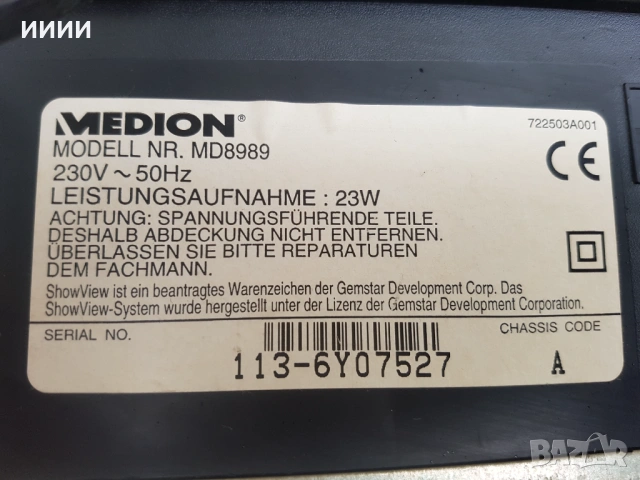 ииии
MEDION®
722503A001
MODELL NR. MD8989
230V ~ 50Hz
LEISTUNGSAUFNAHME : 23W
CE
ACHTUNG: SPANNUNGSFÜHRENDE TEILE.
DESHALB ABDECKUNG NICHT ENTFERNEN.
ÜBERLASSEN SIE BITTE REPARATUREN
DEM FACHMANN.
ShowView ist ein beantragtes Warenzeichen der Gemstar Development Corp. Das
ShowView-System wurde hergestellt unter der Lizenz der Gemstar Development Corporation.
SERIAL NO.
CHASSIS CODE
113-6Y07527
A
BAZAR